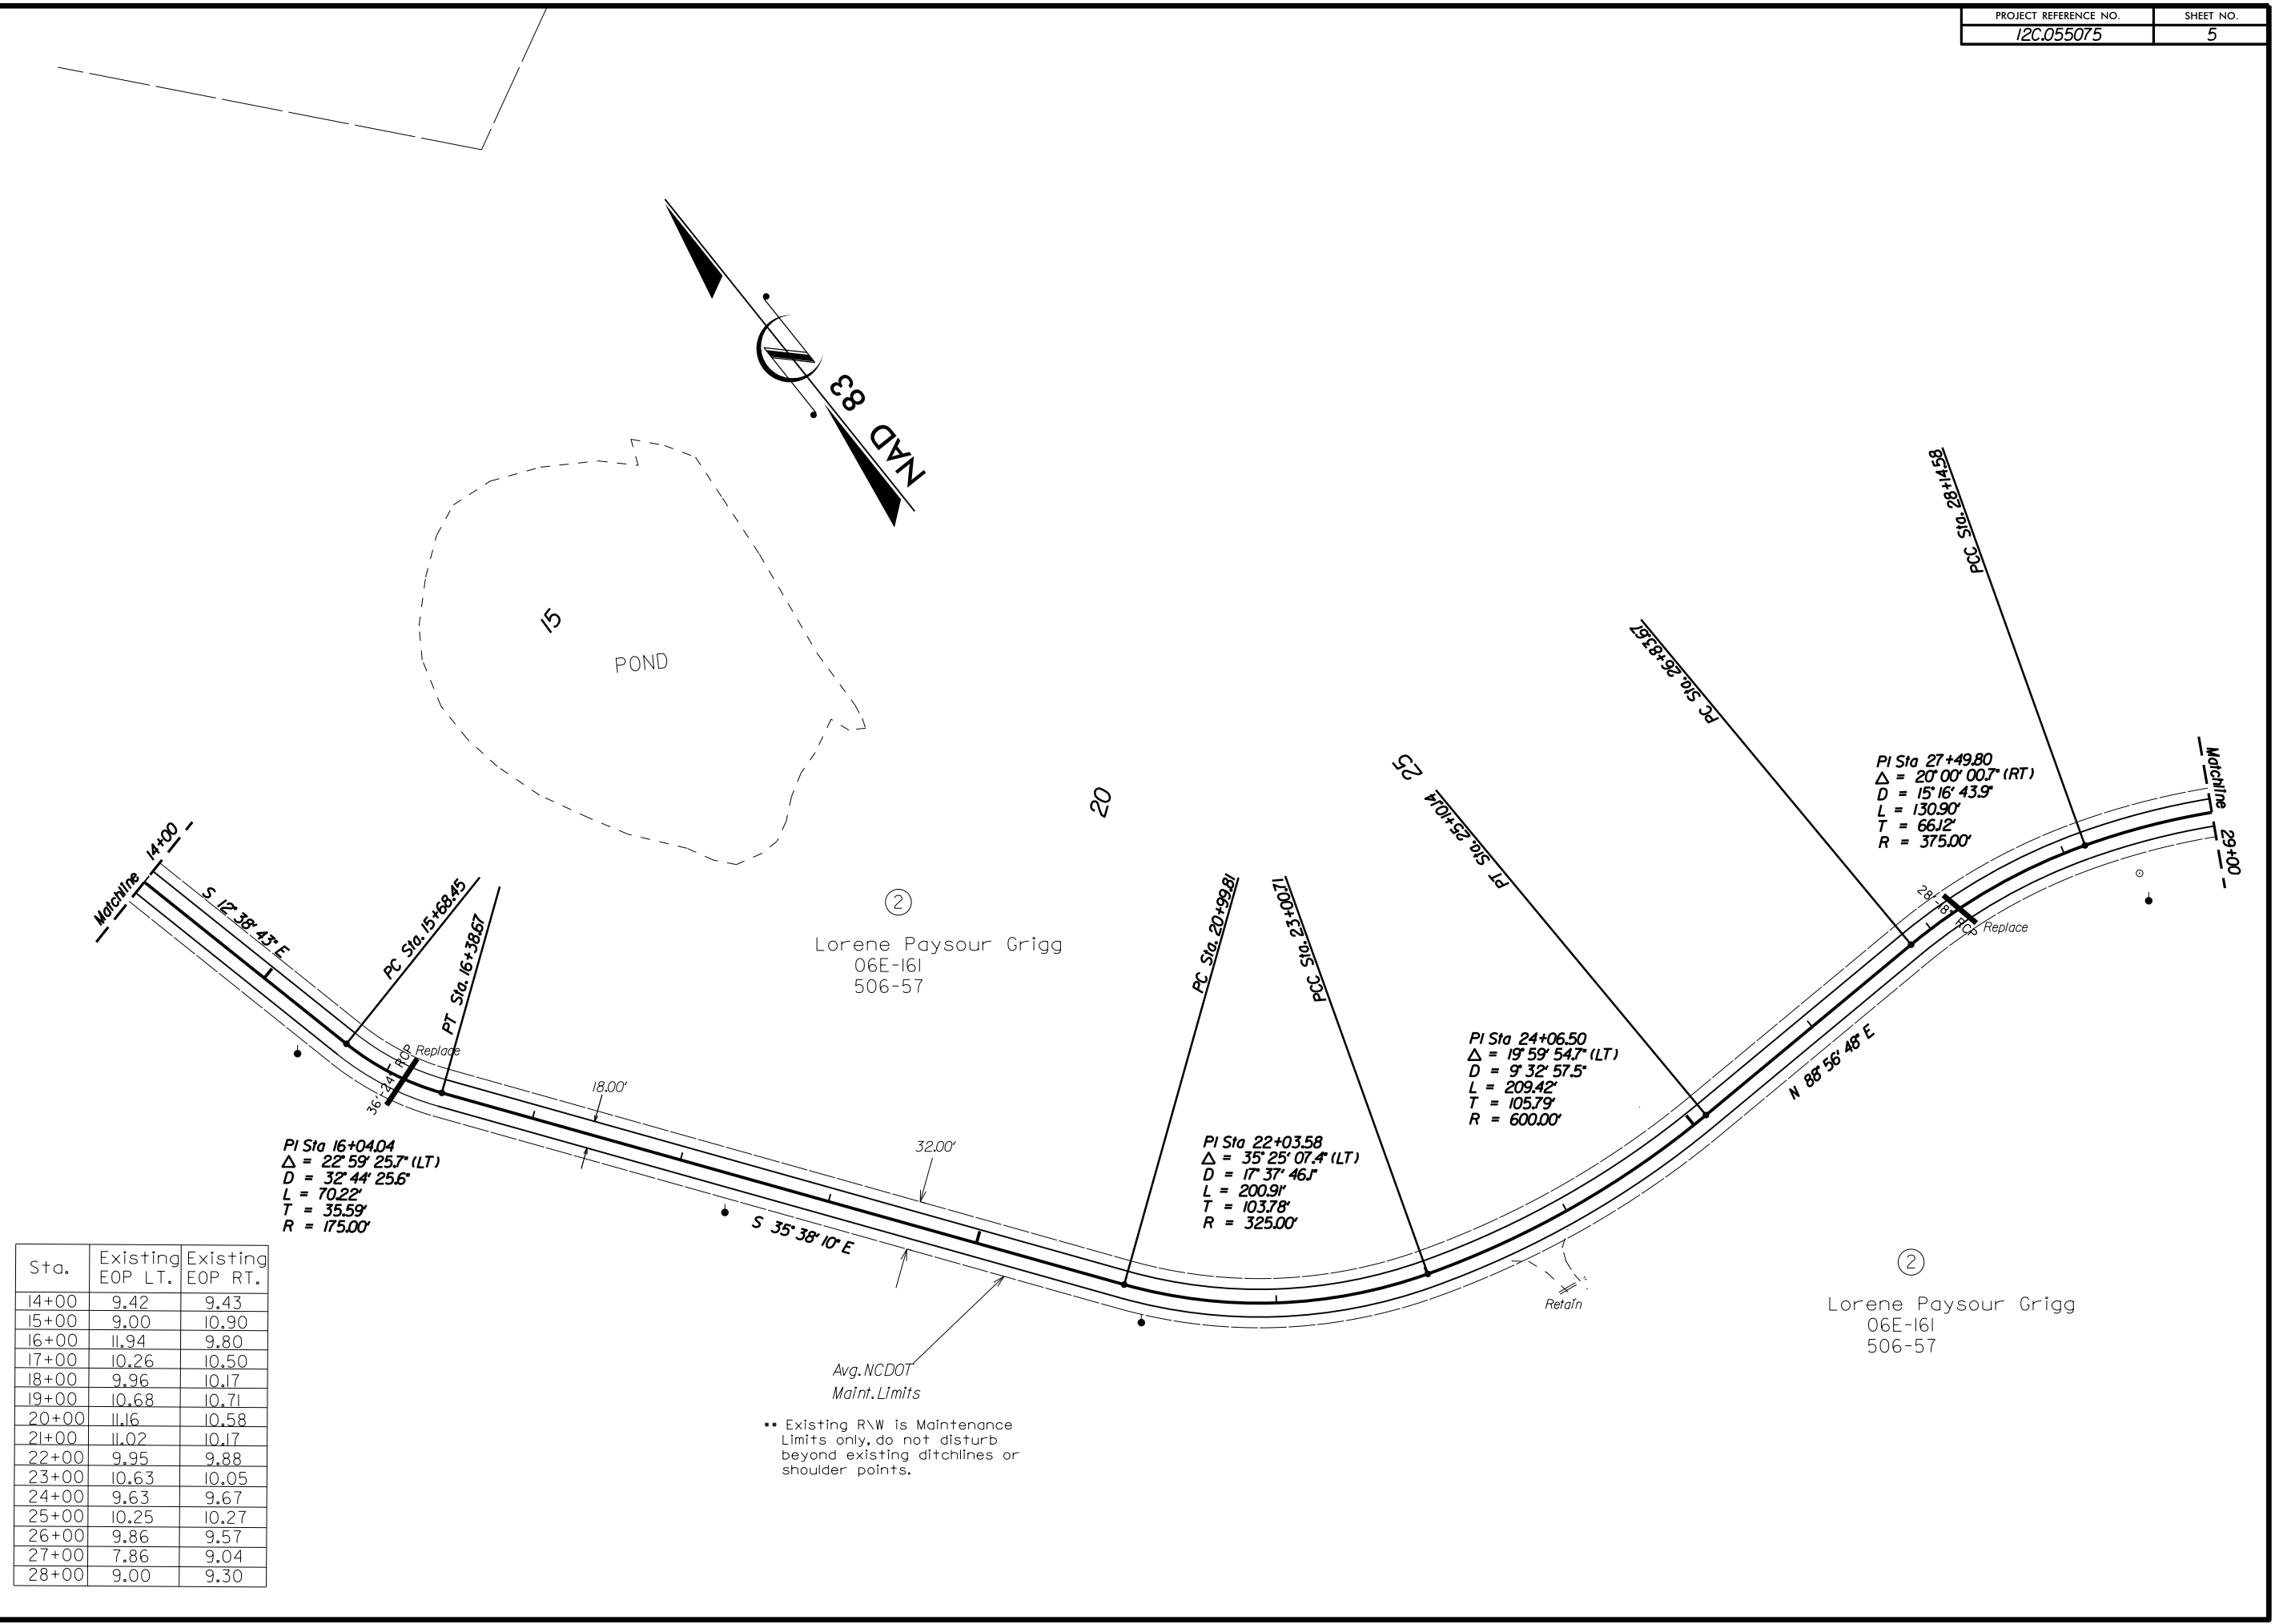 PROJECT REFERENCE NO. SHEET NO.
12C.055075 5
NAD 83
15
POND
20
25
Matchline 14+00
S 12° 38' 43" E
PC Sta. 15+68.45
PT Sta. 16+38.67
36'-24" RCP Replace
PI Sta 16+04.04
Δ = 22° 59' 25.7" (LT)
D = 32° 44' 25.6"
L = 70.22'
T = 35.59'
R = 175.00'
18.00'
32.00'
S 35° 38' 10" E
2
Lorene Paysour Grigg
06E-161
506-57
PC Sta. 20+99.81
PCC Sta. 23+00.71
PI Sta 22+03.58
Δ = 35° 25' 07.4" (LT)
D = 17° 37' 46.1"
L = 200.91'
T = 103.78'
R = 325.00'
PT Sta. 25+10.14
PI Sta 24+06.50
Δ = 19° 59' 54.7" (LT)
D = 9° 32' 57.5"
L = 209.42'
T = 105.79'
R = 600.00'
Retain
N 88° 56' 48" E
PC Sta. 26+83.67
PCC Sta. 28+14.58
PI Sta 27+49.80
Δ = 20° 00' 00.7" (RT)
D = 15° 16' 43.9"
L = 130.90'
T = 66.12'
R = 375.00'
28'-18" RCP Replace
Matchline 29+00
2
Lorene Paysour Grigg
06E-161
506-57
Avg. NCDOT
Maint. Limits
** Existing R\W is Maintenance
Limits only, do not disturb
beyond existing ditchlines or
shoulder points.
Sta. Existing EOP LT. Existing EOP RT.
14+00 9.42 9.43
15+00 9.00 10.90
16+00 11.94 9.80
17+00 10.26 10.50
18+00 9.96 10.17
19+00 10.68 10.71
20+00 11.16 10.58
21+00 11.02 10.17
22+00 9.95 9.88
23+00 10.63 10.05
24+00 9.63 9.67
25+00 10.25 10.27
26+00 9.86 9.57
27+00 7.86 9.04
28+00 9.00 9.30